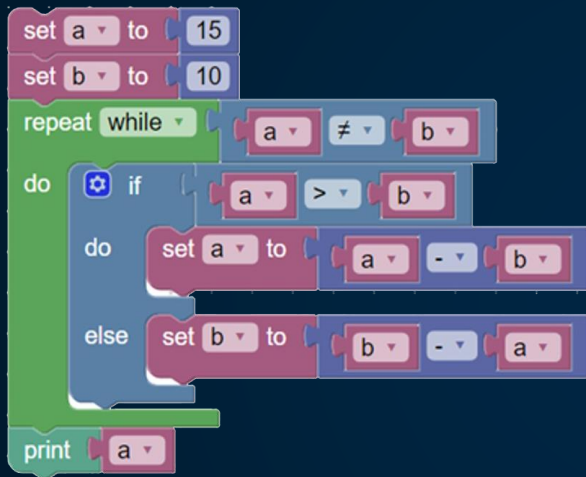 set a to 15
set b to 10
repeat while a ≠ b
do if a > b
do set a to a - b
else set b to b - a
print a